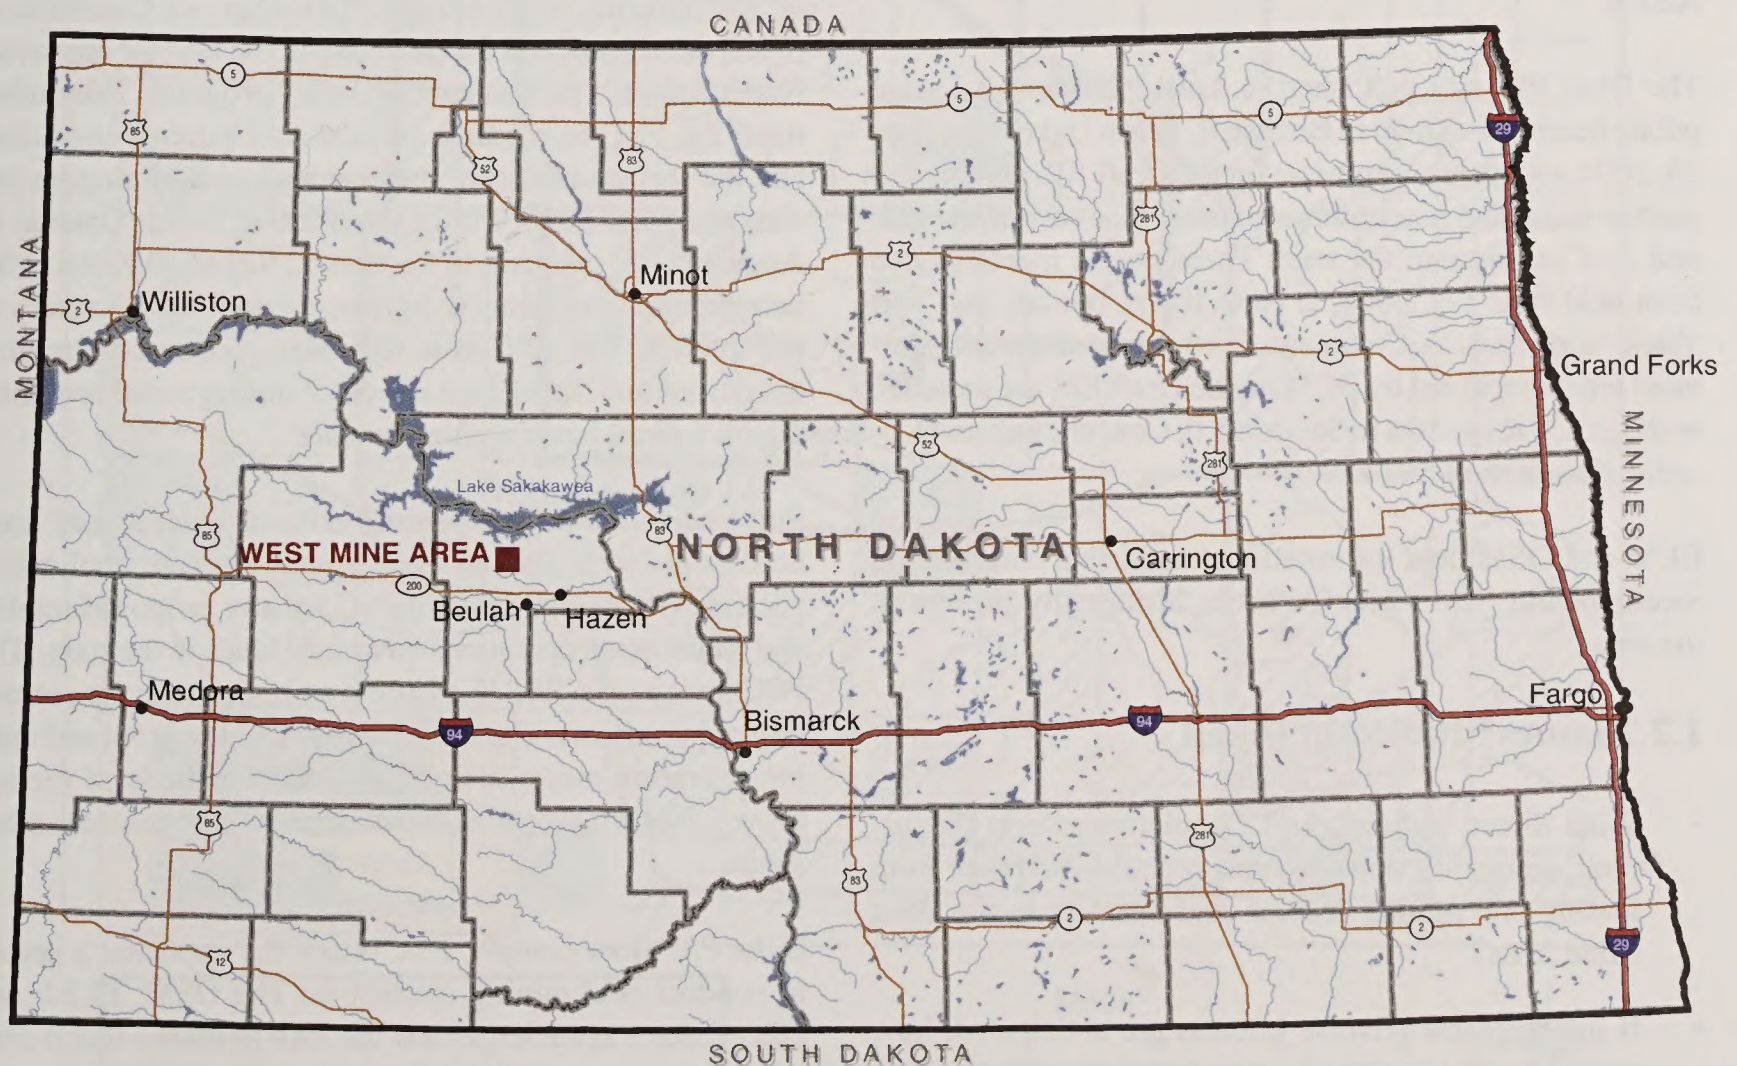 CANADA
5
5
5
85
29
52
83
281
2
MONTANA
Minot
Williston
2
2
Grand Forks
MINNESOTA
52
281
Lake Sakakawea
85
83
WEST MINE AREA
NORTH DAKOTA
Carrington
200
Beulah
Hazen
Medora
Fargo
Bismarck
94
94
85
281
83
2
2
29
12
SOUTH DAKOTA